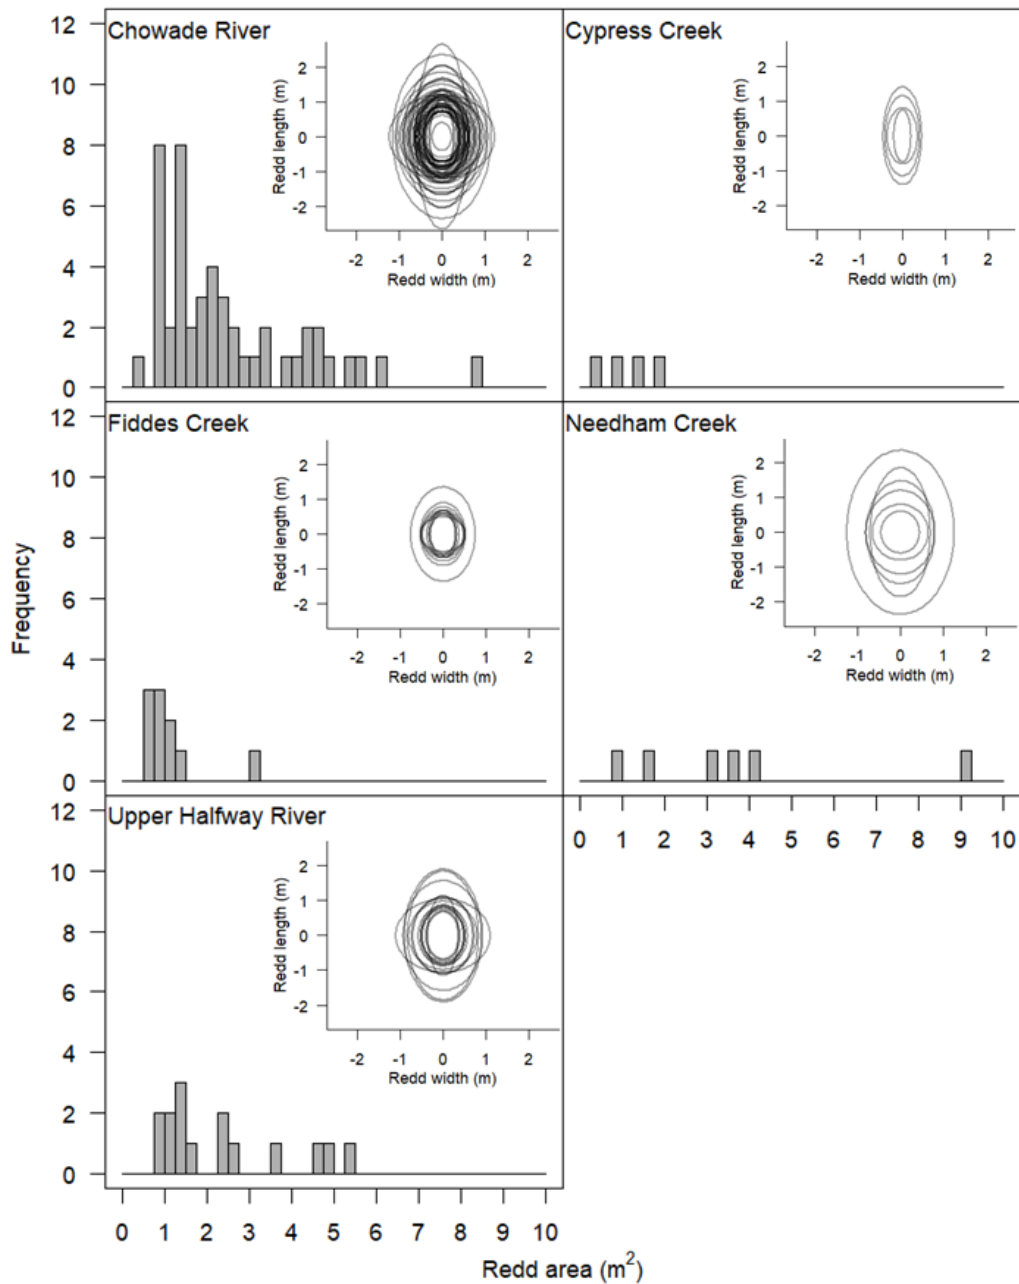 Chowade River
Cypress Creek
12
10
8
6
4
2
0
Redd length (m)
2
1
0
-1
-2
-2 -1 0 1 2
Redd width (m)
Redd length (m)
2
1
0
-1
-2
-2 -1 0 1 2
Redd width (m)
Fiddes Creek
Needham Creek
12
10
8
6
4
2
0
Redd length (m)
2
1
0
-1
-2
-2 -1 0 1 2
Redd width (m)
Redd length (m)
2
1
0
-1
-2
-2 -1 0 1 2
Redd width (m)
0 1 2 3 4 5 6 7 8 9 10
Frequency
Upper Halfway River
12
10
8
6
4
2
0
Redd length (m)
2
1
0
-1
-2
-2 -1 0 1 2
Redd width (m)
0 1 2 3 4 5 6 7 8 9 10
Redd area (m²)